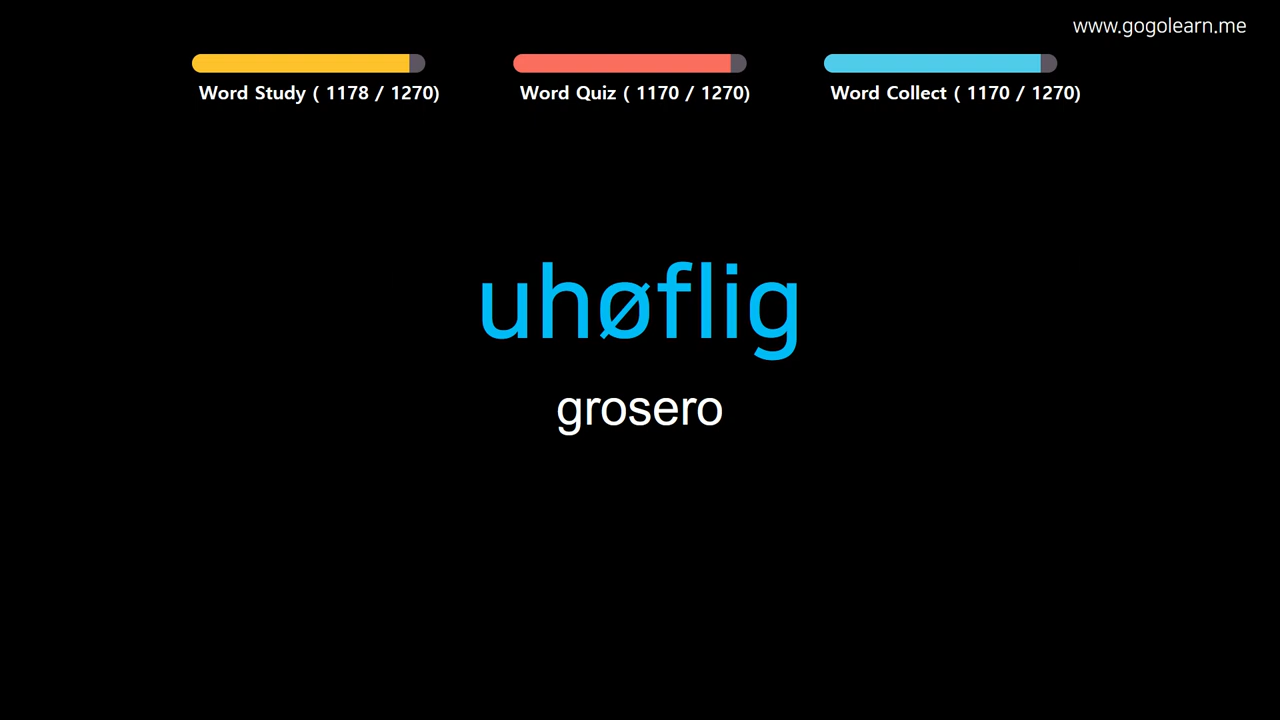 www.gogolearn.me
Word Study ( 1178 / 1270)
Word Quiz ( 1170 / 1270)
Word Collect ( 1170 / 1270)
uhøflig
grosero